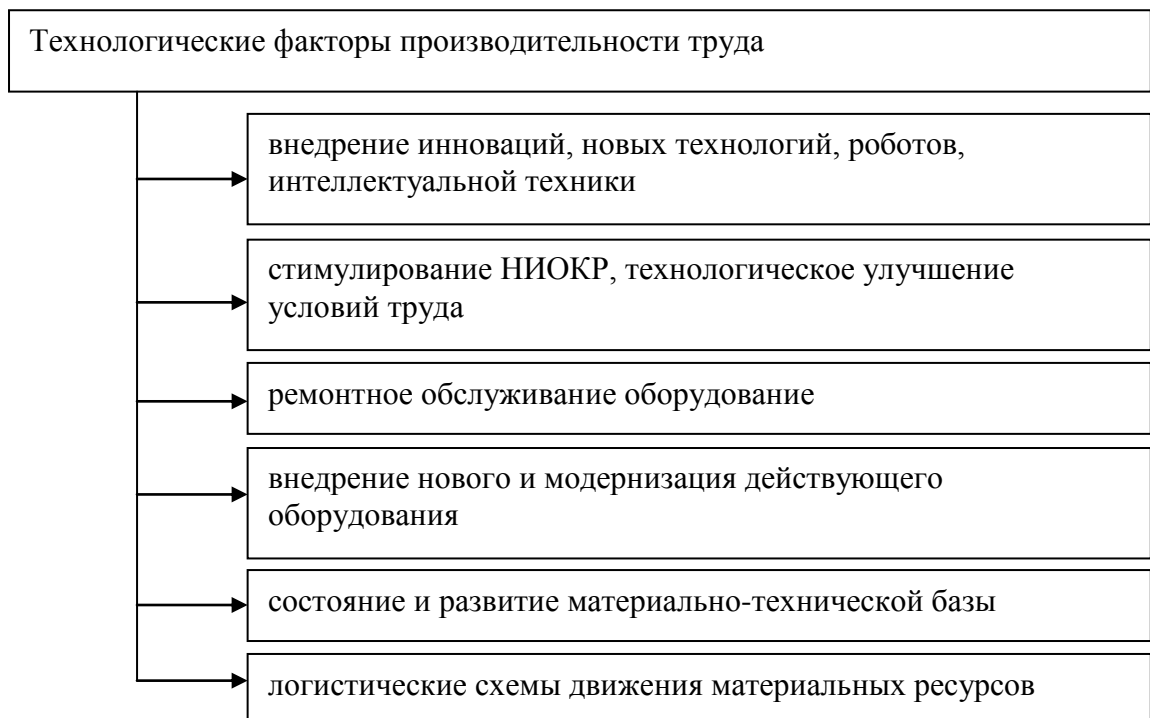 Технологические факторы производительности труда
внедрение инноваций, новых технологий, роботов,
интеллектуальной техники
стимулирование НИОКР, технологическое улучшение
условий труда
ремонтное обслуживание оборудование
внедрение нового и модернизация действующего
оборудования
состояние и развитие материально-технической базы
логистические схемы движения материальных ресурсов